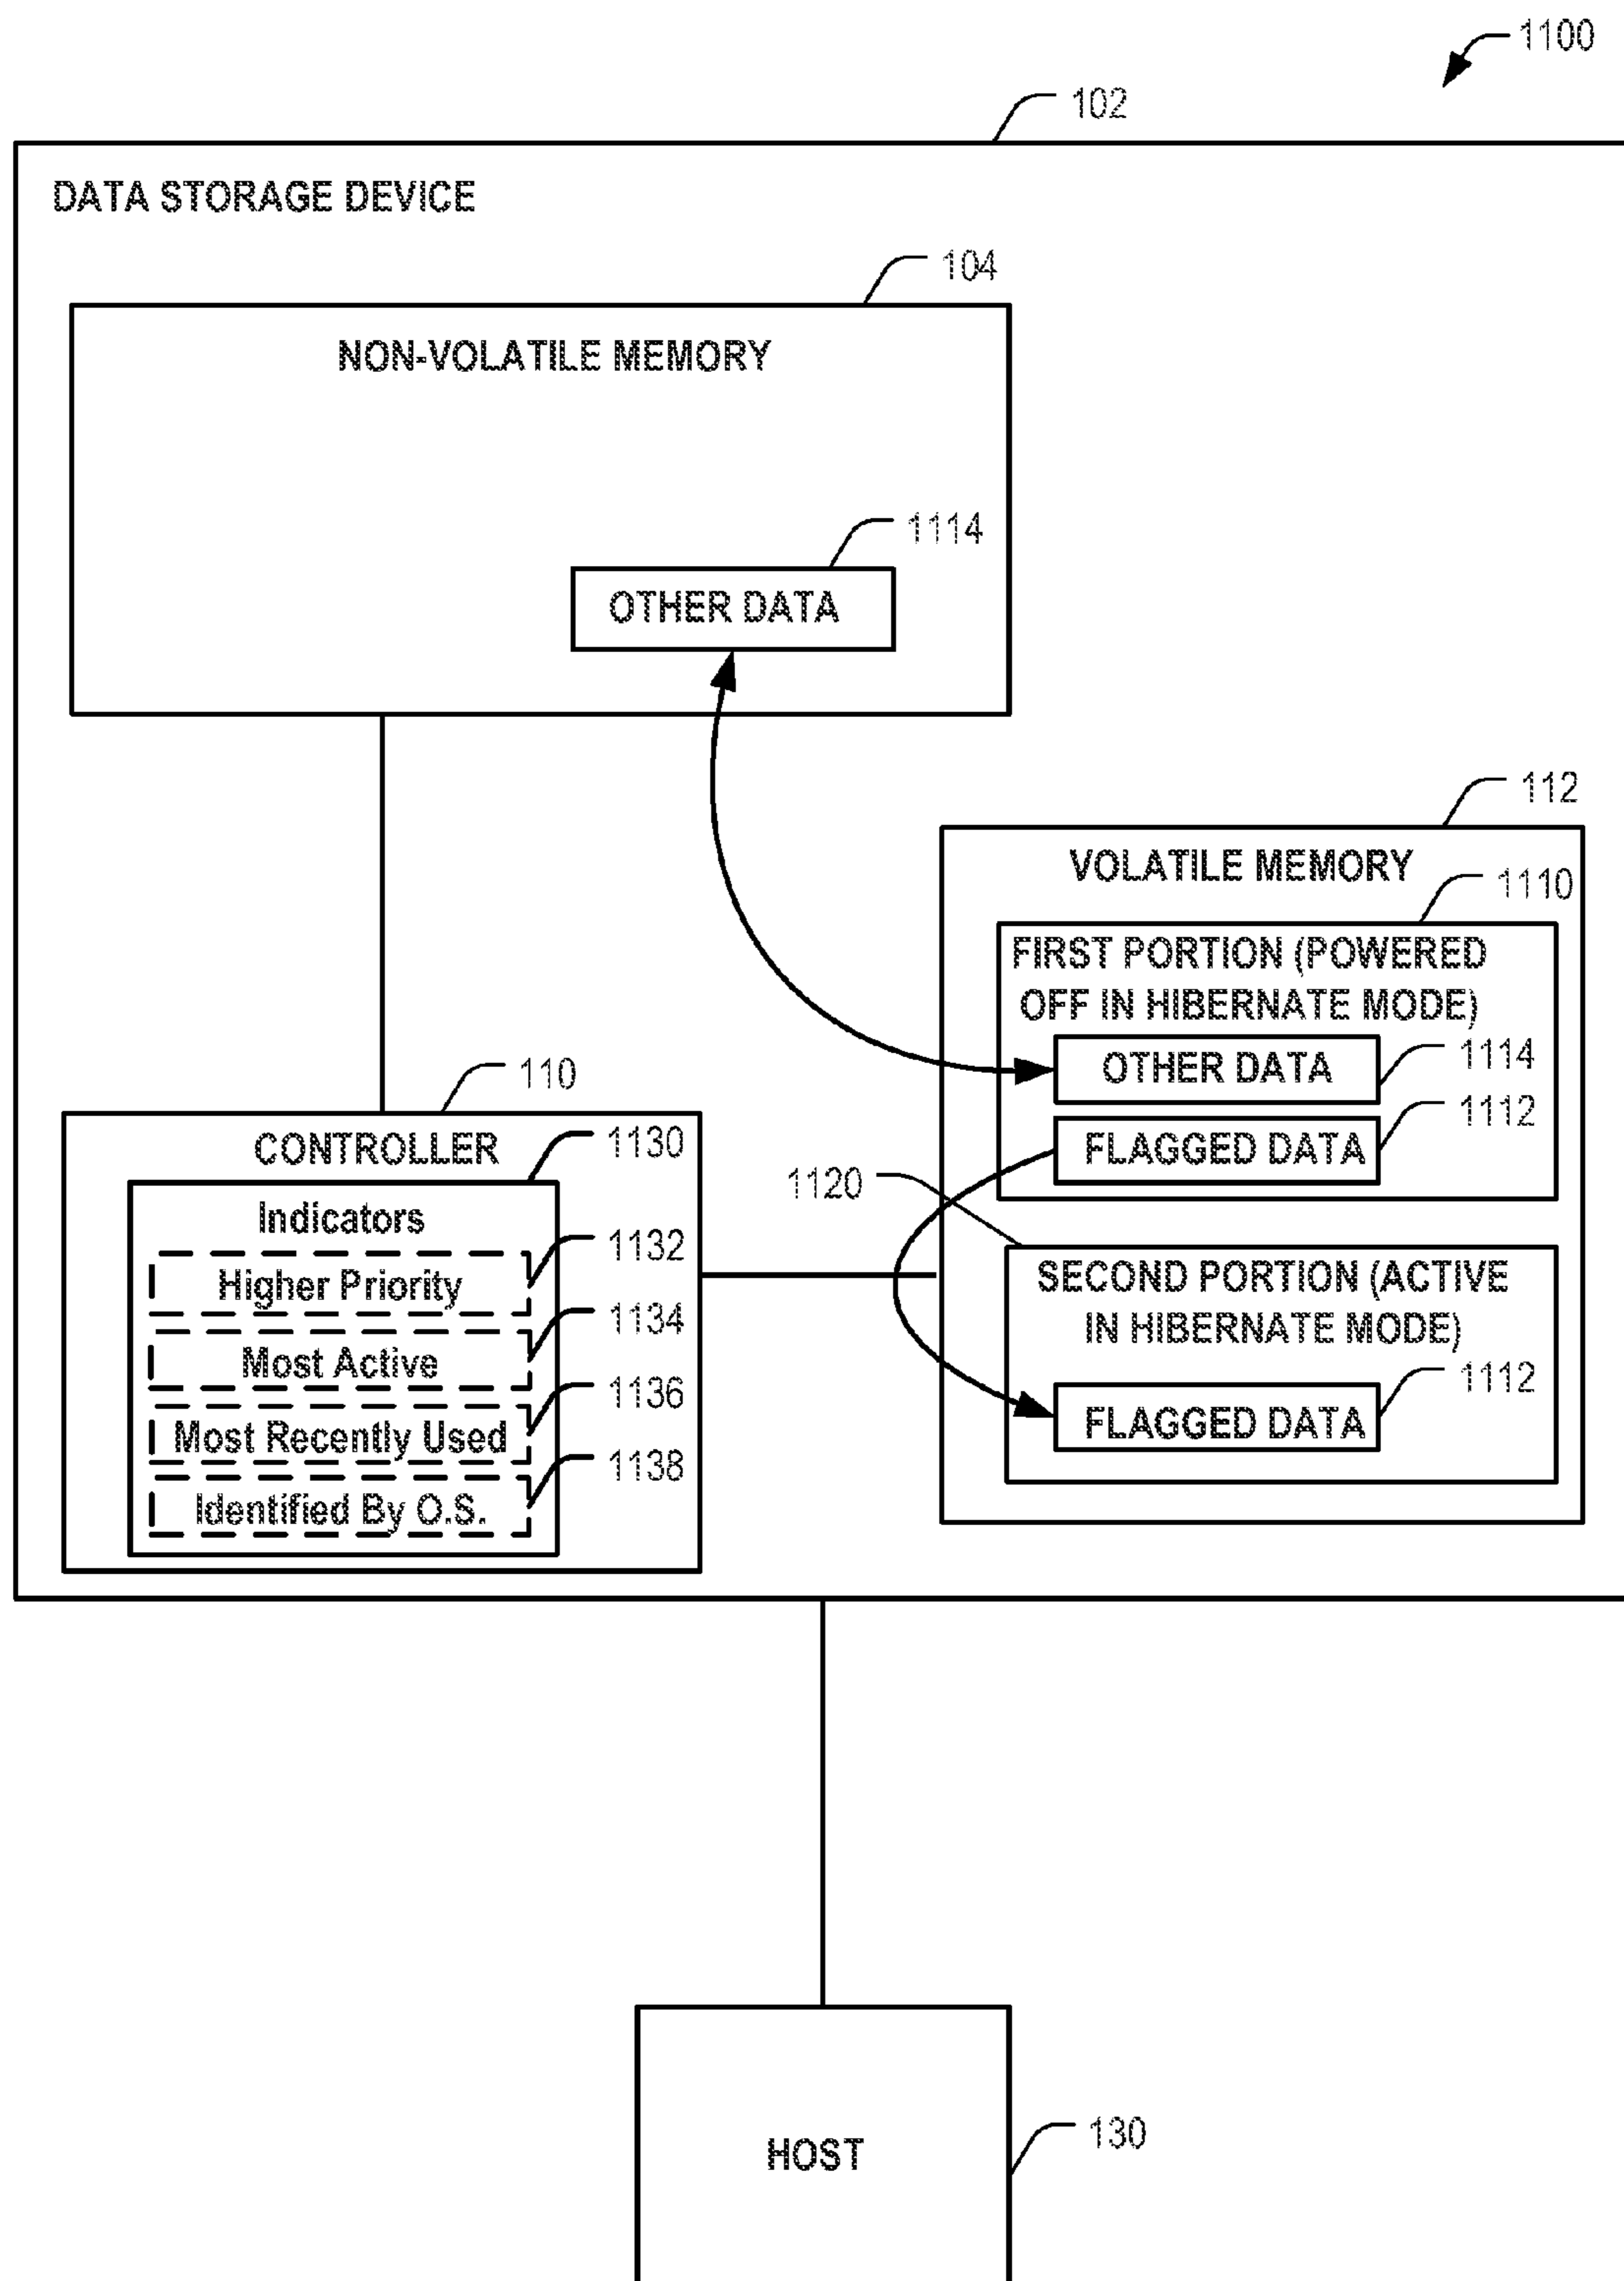 1100
102
DATA STORAGE DEVICE
104
NON-VOLATILE MEMORY
1114
OTHER DATA
112
VOLATILE MEMORY
1110
FIRST PORTION (POWERED
OFF IN HIBERNATE MODE)
OTHER DATA
1114
FLAGGED DATA
1112
1120
SECOND PORTION (ACTIVE
IN HIBERNATE MODE)
1112
FLAGGED DATA
110
CONTROLLER
1130
Indicators
1132
Higher Priority
1134
Most Active
1136
Most Recently Used
1138
Identified By O.S.
HOST
130